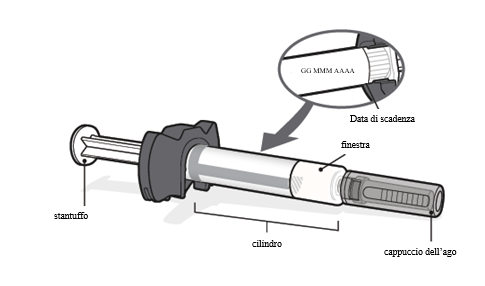 GG MMM AAAA
Data di scadenza
finestra
stantuffo
cilindro
cappuccio dell'ago